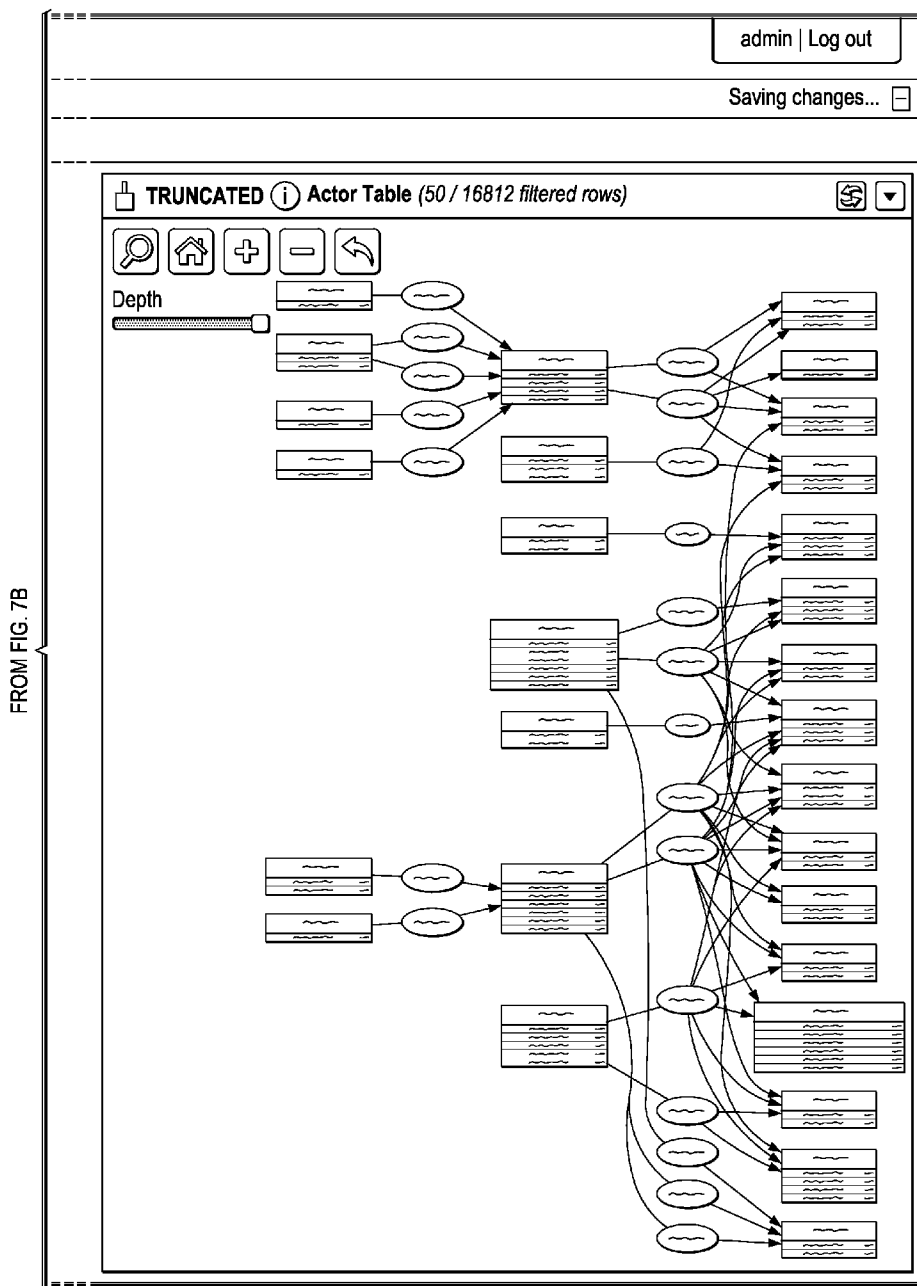 admin | Log out
Saving changes...
TRUNCATED i Actor Table (50 / 16812 filtered rows)
Depth
FROM FIG. 7B